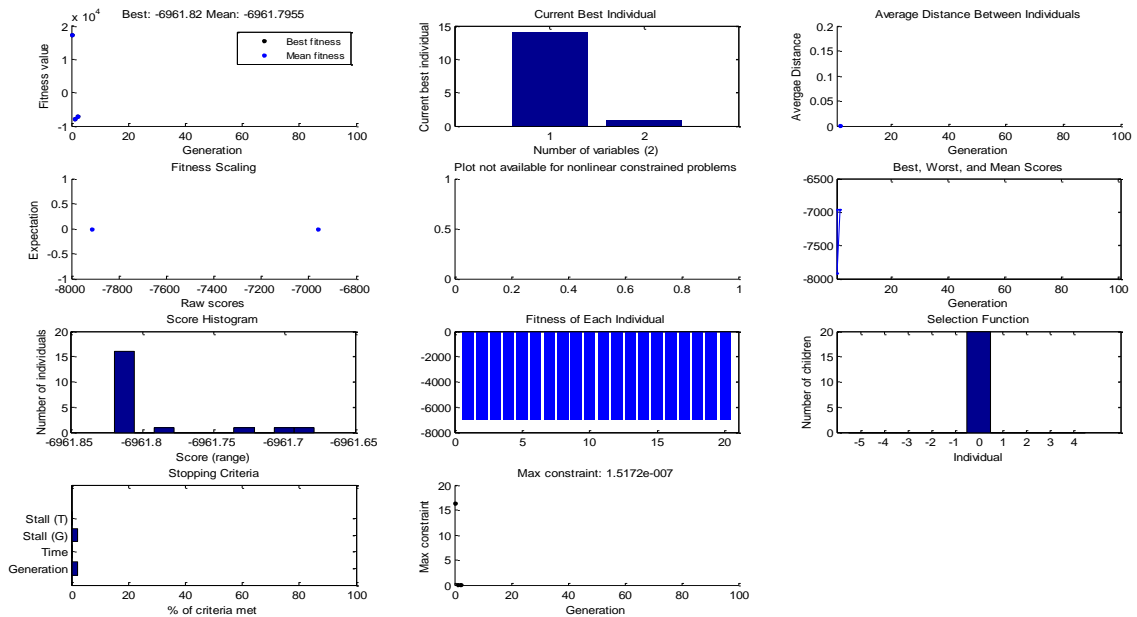 x 10^4
Best: -6961.82 Mean: -6961.7955
Fitness value
2
1
0
-1
Best fitness
Mean fitness
0 20 40 60 80 100
Generation
Current Best Individual
Current best individual
15
10
5
0
1 2
Number of variables (2)
Average Distance Between Individuals
Avergae Distance
0.2
0.15
0.1
0.05
0
20 40 60 80 100
Generation
Fitness Scaling
Expectation
1
0.5
0
-0.5
-1
-8000 -7800 -7600 -7400 -7200 -7000 -6800
Raw scores
Plot not available for nonlinear constrained problems
1
0.5
0
0 0.2 0.4 0.6 0.8 1
Best, Worst, and Mean Scores
-6500
-7000
-7500
-8000
20 40 60 80 100
Generation
Score Histogram
Number of individuals
20
15
10
5
0
-6961.85 -6961.8 -6961.75 -6961.7 -6961.65
Score (range)
Fitness of Each Individual
0
-2000
-4000
-6000
-8000
0 5 10 15 20
Selection Function
Number of children
20
15
10
5
0
-5 -4 -3 -2 -1 0 1 2 3 4
Individual
Stopping Criteria
Stall (T)
Stall (G)
Time
Generation
0 20 40 60 80 100
% of criteria met
Max constraint: 1.5172e-007
Max constraint
20
15
10
5
0
0 20 40 60 80 100
Generation